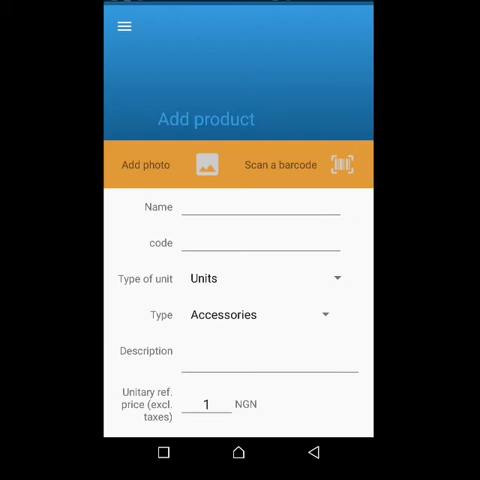 Add product
Add photo
Scan a barcode
Name
code
Type of unit
Units
Type
Accessories
Description
Unitary ref.
price (excl.
taxes)
1
NGN